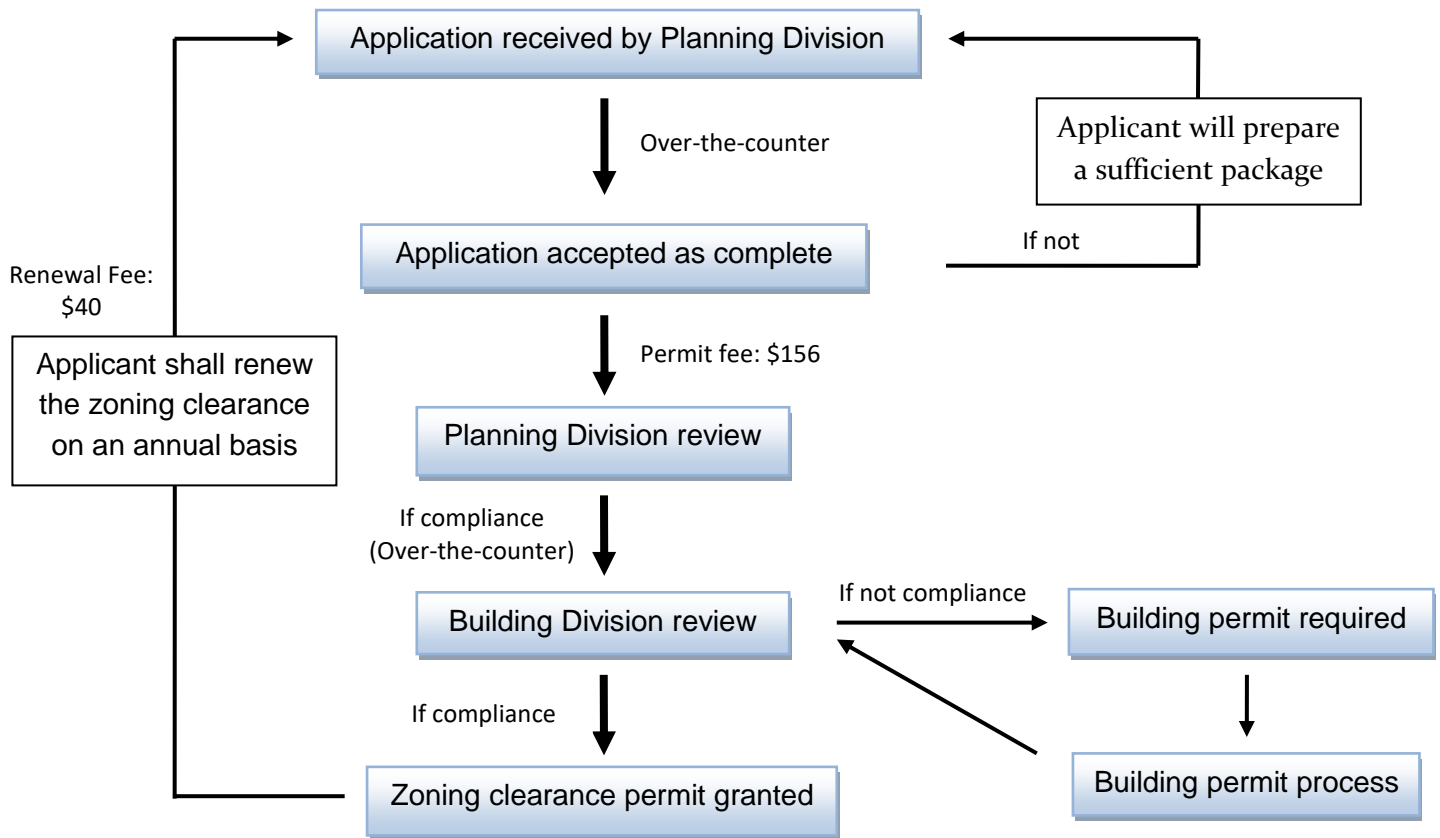 Application received by Planning Division
Over-the-counter
Applicant will prepare
a sufficient package
Application accepted as complete
If not
Renewal Fee:
$40
Applicant shall renew
the zoning clearance
on an annual basis
Permit fee: $156
Planning Division review
If compliance
(Over-the-counter)
Building Division review
If not compliance
Building permit required
If compliance
Zoning clearance permit granted
Building permit process